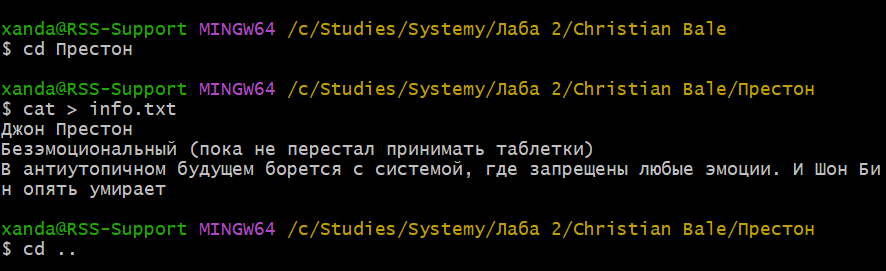 xanda@RSS-Support MINGW64 /c/Studies/Systemy/Лаба 2/Christian Bale
$ cd Престон
xanda@RSS-Support MINGW64 /c/Studies/Systemy/Лаба 2/Christian Bale/Престон
$ cat > info.txt
Джон Престон
Безэмоциональный (пока не перестал принимать таблетки)
В антиутопичном будущем борется с системой, где запрещены любые эмоции. И Шон Би
н опять умирает
xanda@RSS-Support MINGW64 /c/Studies/Systemy/Лаба 2/Christian Bale/Престон
$ cd ..